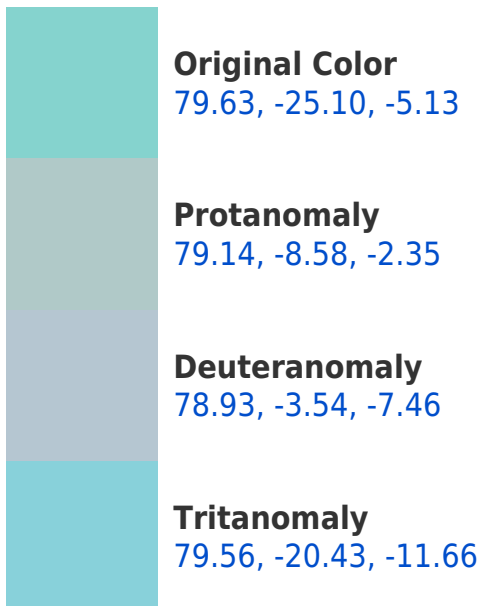 Original Color
79.63, -25.10, -5.13
Protanomaly
79.14, -8.58, -2.35
Deuteranomaly
78.93, -3.54, -7.46
Tritanomaly
79.56, -20.43, -11.66